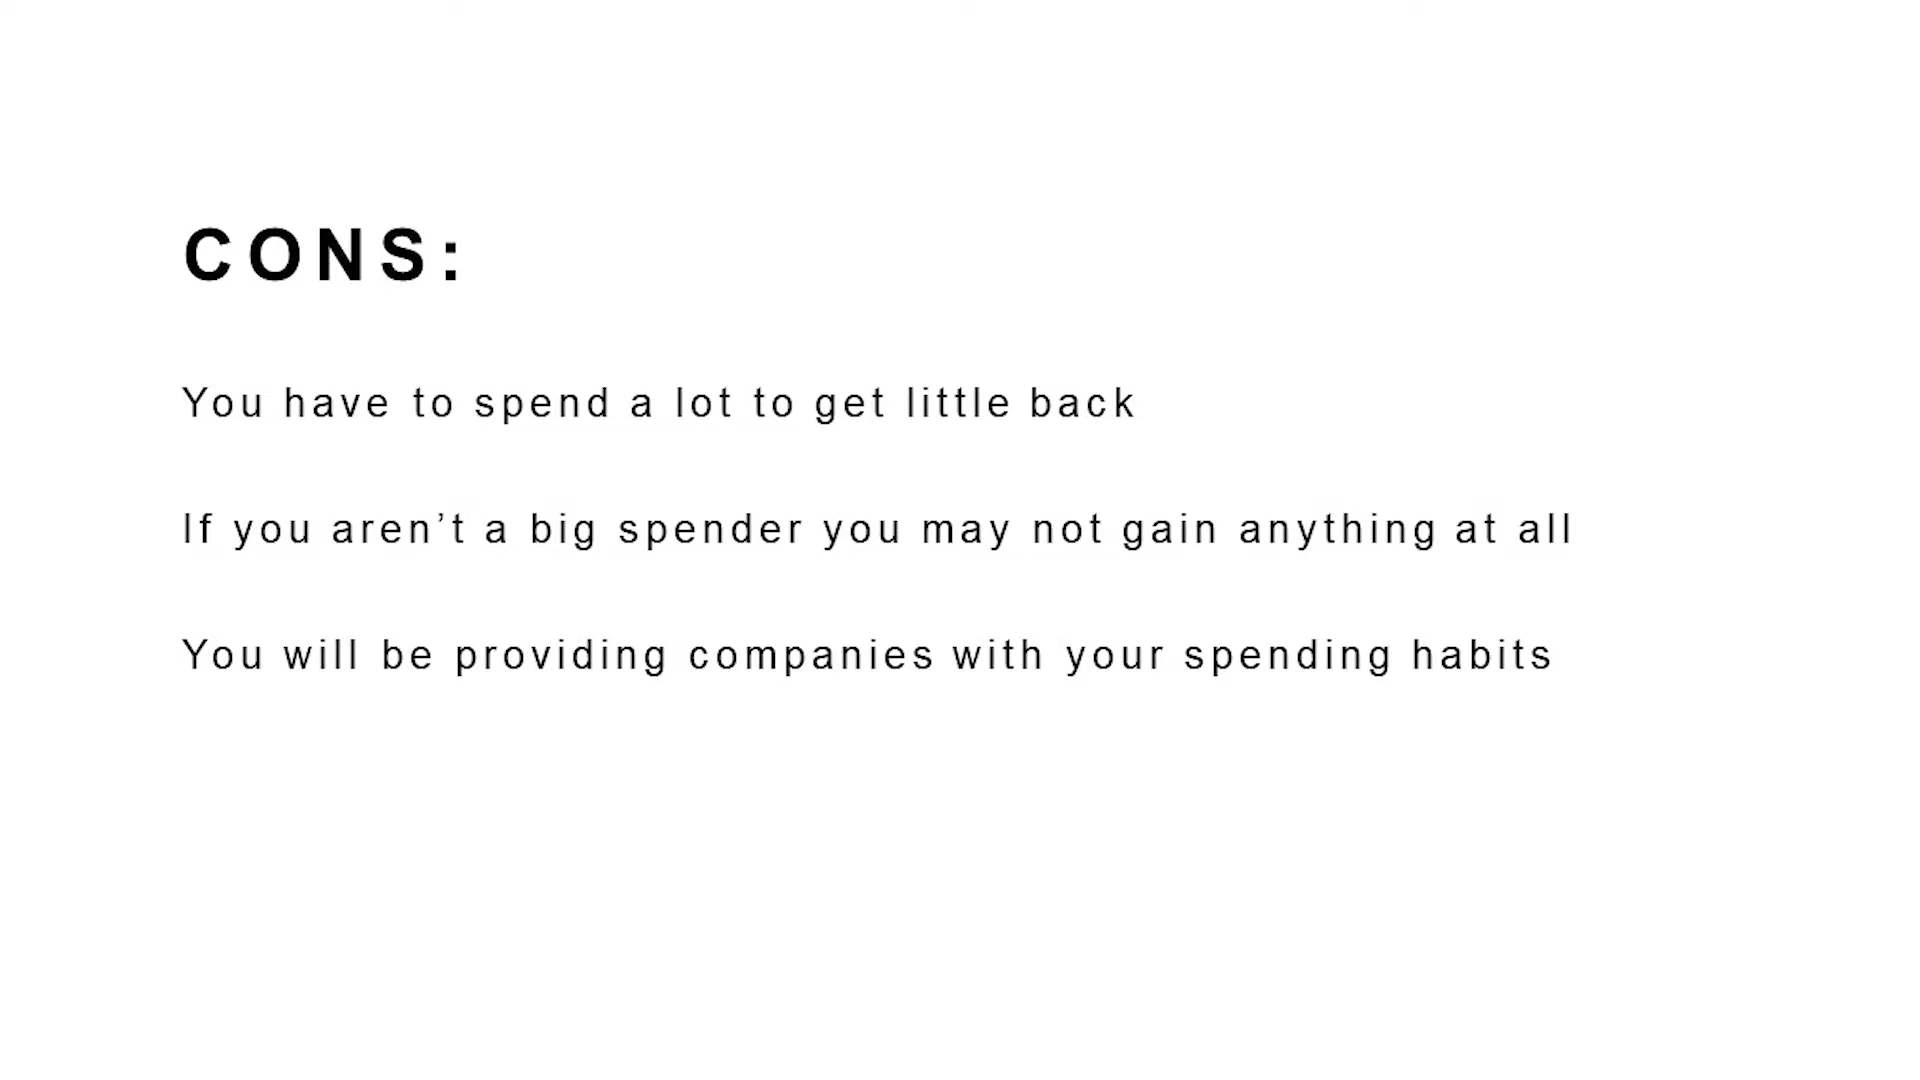 CONS:
You have to spend a lot to get little back
If you aren’t a big spender you may not gain anything at all
You will be providing companies with your spending habits